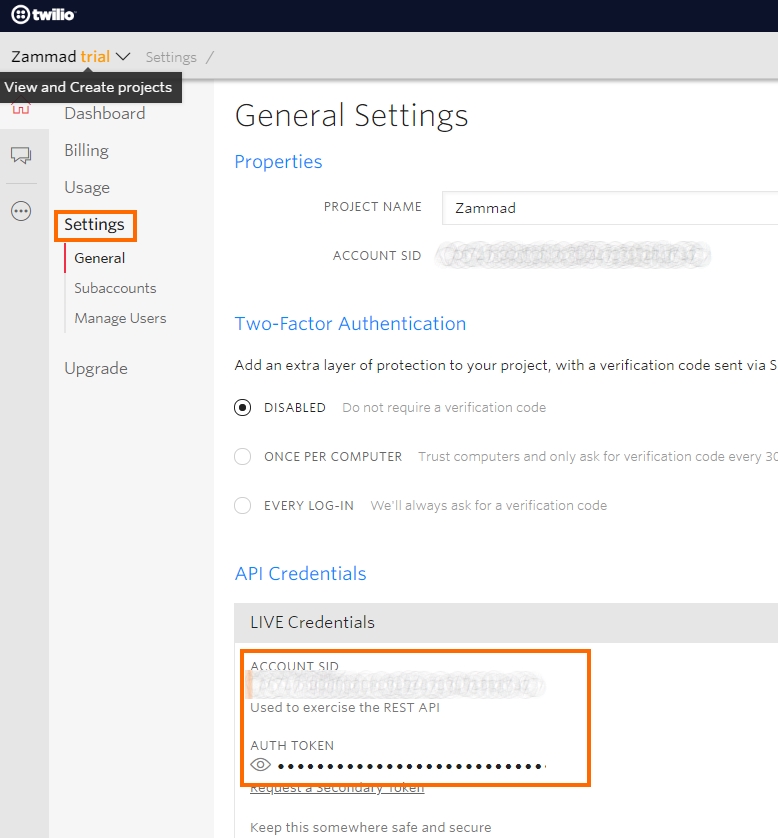 twilio
Zammad trial Settings /
View and Create projects
Dashboard
Billing
Usage
Settings
General
Subaccounts
Manage Users
Upgrade
General Settings
Properties
PROJECT NAME Zammad
ACCOUNT SID
Two-Factor Authentication
Add an extra layer of protection to your project, with a verification code sent via S
DISABLED Do not require a verification code
ONCE PER COMPUTER Trust computers and only ask for verification code every 30
EVERY LOG-IN We'll always ask for a verification code
API Credentials
LIVE Credentials
ACCOUNT SID
Used to exercise the REST API
AUTH TOKEN
Request a Secondary Token
Keep this somewhere safe and secure